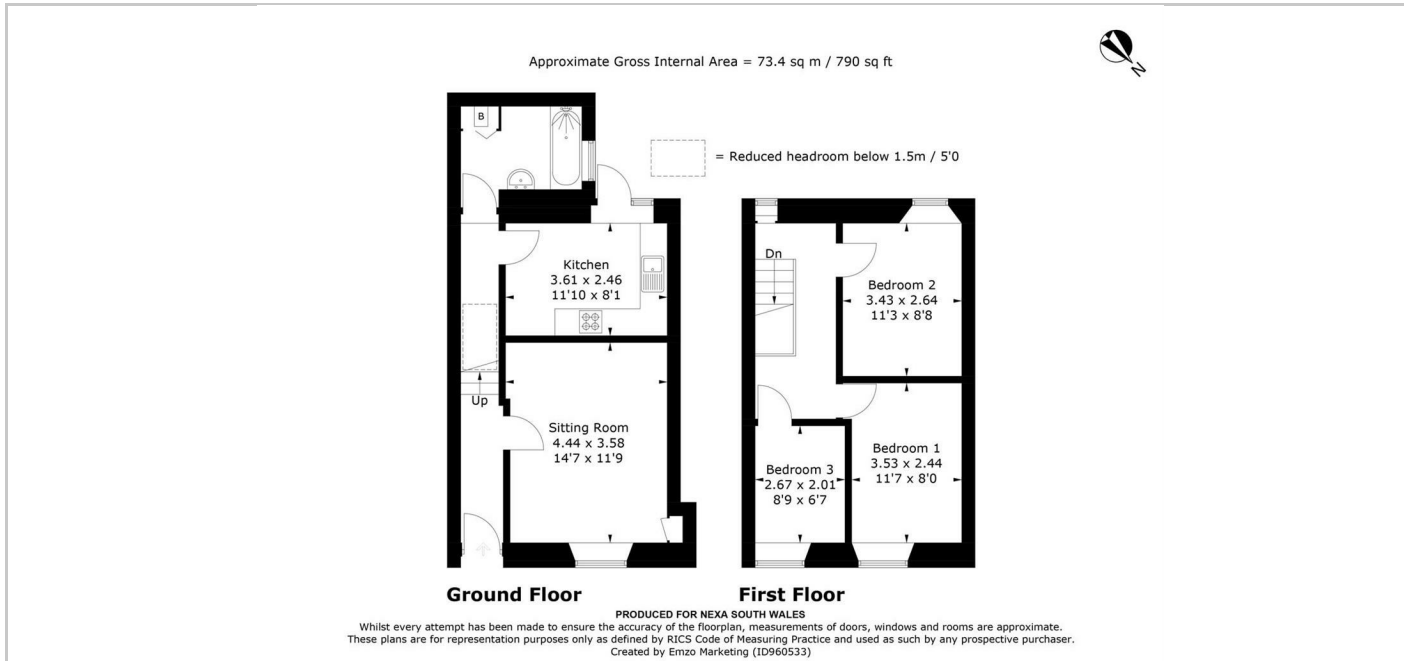 Approximate Gross Internal Area = 73.4 sq m / 790 sq ft
N
B
= Reduced headroom below 1.5m / 5'0
Kitchen
3.61 x 2.46
11'10 x 8'1
Up
Sitting Room
4.44 x 3.58
14'7 x 11'9
Dn
Bedroom 2
3.43 x 2.64
11'3 x 8'8
Bedroom 1
3.53 x 2.44
11'7 x 8'0
Bedroom 3
2.67 x 2.01
8'9 x 6'7
Ground Floor
First Floor
PRODUCED FOR NEXA SOUTH WALES
Whilst every attempt has been made to ensure the accuracy of the floorplan, measurements of doors, windows and rooms are approximate.
These plans are for representation purposes only as defined by RICS Code of Measuring Practice and used as such by any prospective purchaser.
Created by Emzo Marketing (ID960533)